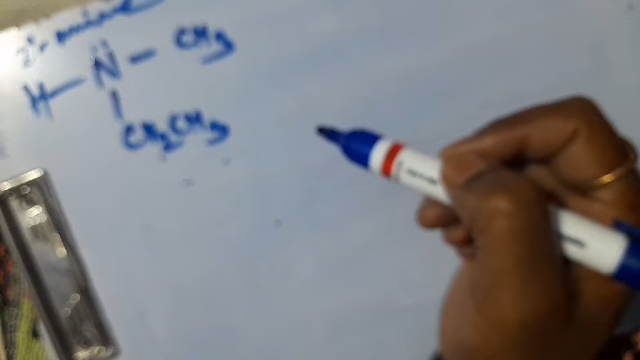 2° amine
H – N̈ – CH₃
|
CH₂CH₃